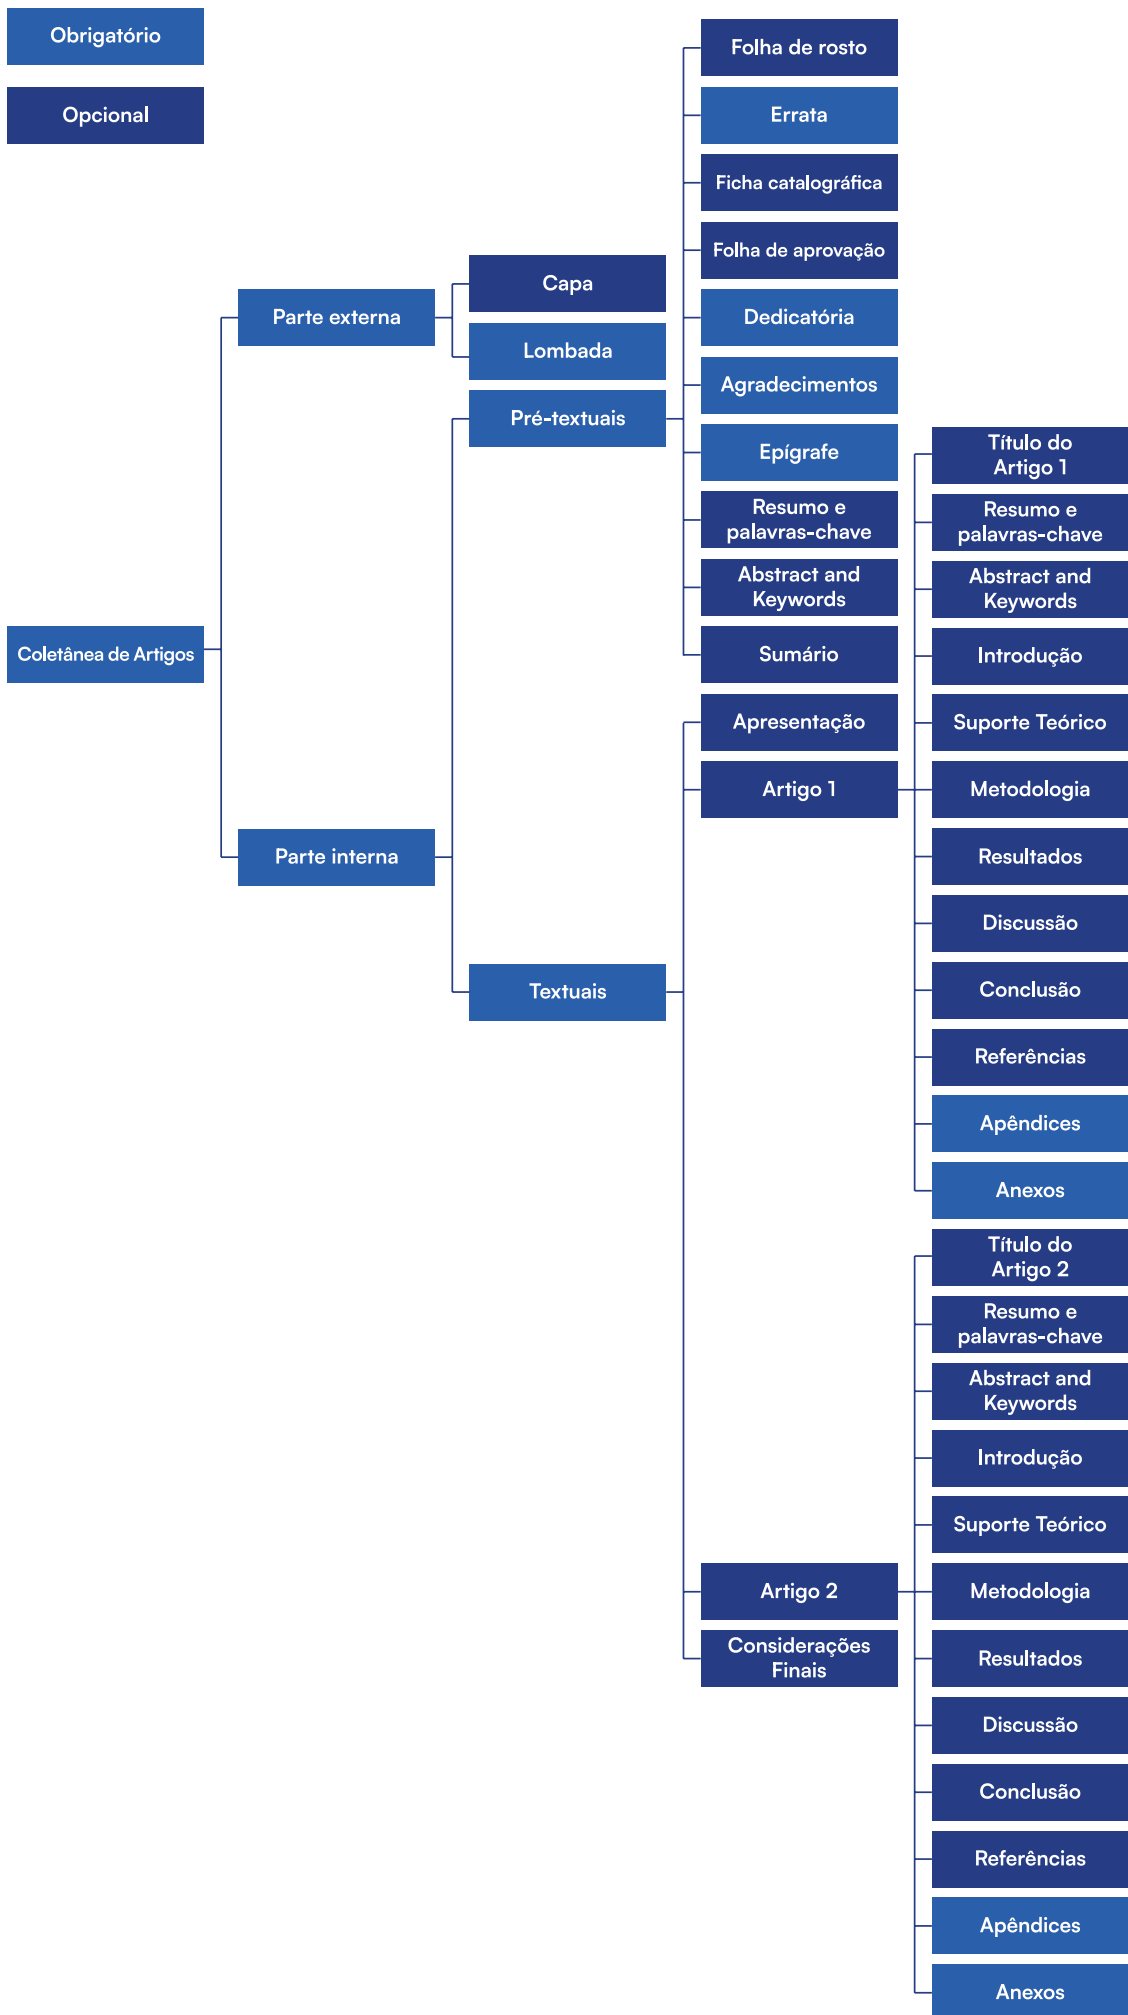 Obrigatório
Opcional
Coletânea de Artigos
Parte externa
Parte interna
Capa
Lombada
Pré-textuais
Textuais
Folha de rosto
Errata
Ficha catalográfica
Folha de aprovação
Dedicatória
Agradecimentos
Epígrafe
Resumo e
palavras-chave
Abstract and
Keywords
Sumário
Apresentação
Artigo 1
Artigo 2
Considerações
Finais
Título do
Artigo 1
Resumo e
palavras-chave
Abstract and
Keywords
Introdução
Suporte Teórico
Metodologia
Resultados
Discussão
Conclusão
Referências
Apêndices
Anexos
Título do
Artigo 2
Resumo e
palavras-chave
Abstract and
Keywords
Introdução
Suporte Teórico
Metodologia
Resultados
Discussão
Conclusão
Referências
Apêndices
Anexos